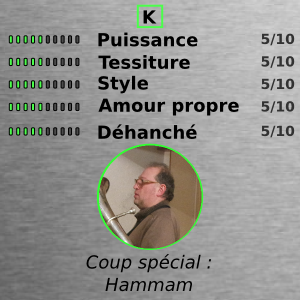 K
Puissance 5/10
Tessiture 5/10
Style 5/10
Amour propre 5/10
Déhanché 5/10
Coup spécial :
Hammam